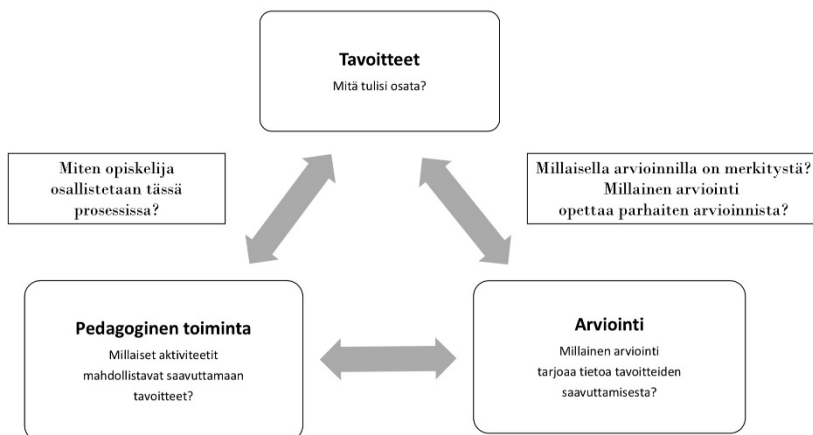 Tavoitteet
Mitä tulisi osata?
Miten opiskelija
osallistetaan tässä
prosessissa?
Millaisella arvioinnilla on merkitystä?
Millainen arviointi
opettaa parhaiten arvioinnista?
Pedagoginen toiminta
Millaiset aktiviteetit
mahdollistavat saavuttamaan
tavoitteet?
Arviointi
Millainen arviointi
tarjoaa tietoa tavoitteiden
saavuttamisesta?